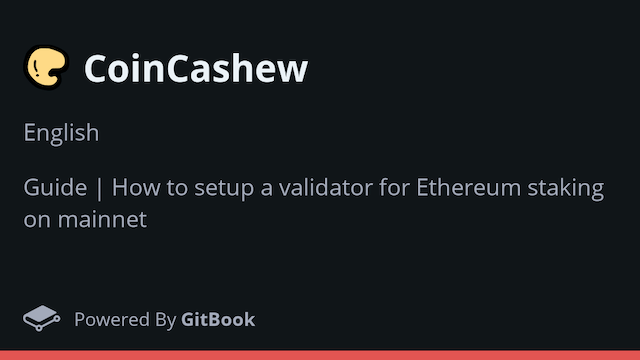 CoinCashew
English
Guide | How to setup a validator for Ethereum staking
on mainnet
Powered By GitBook